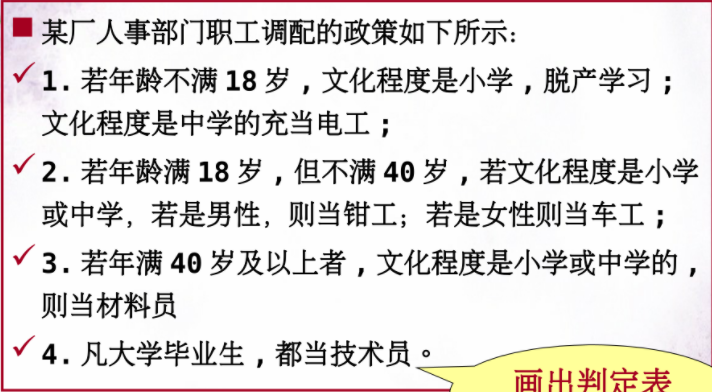 某厂人事部门职工调配的政策如下所示：
1. 若年龄不满 18 岁，文化程度是小学，脱产学习；
文化程度是中学的充当电工；
2. 若年龄满 18 岁，但不满 40 岁，若文化程度是小学
或中学，若是男性，则当钳工；若是女性则当车工；
3. 若年满 40 岁及以上者，文化程度是小学或中学的，
则当材料员
4. 凡大学毕业生，都当技术员。
画出判定表